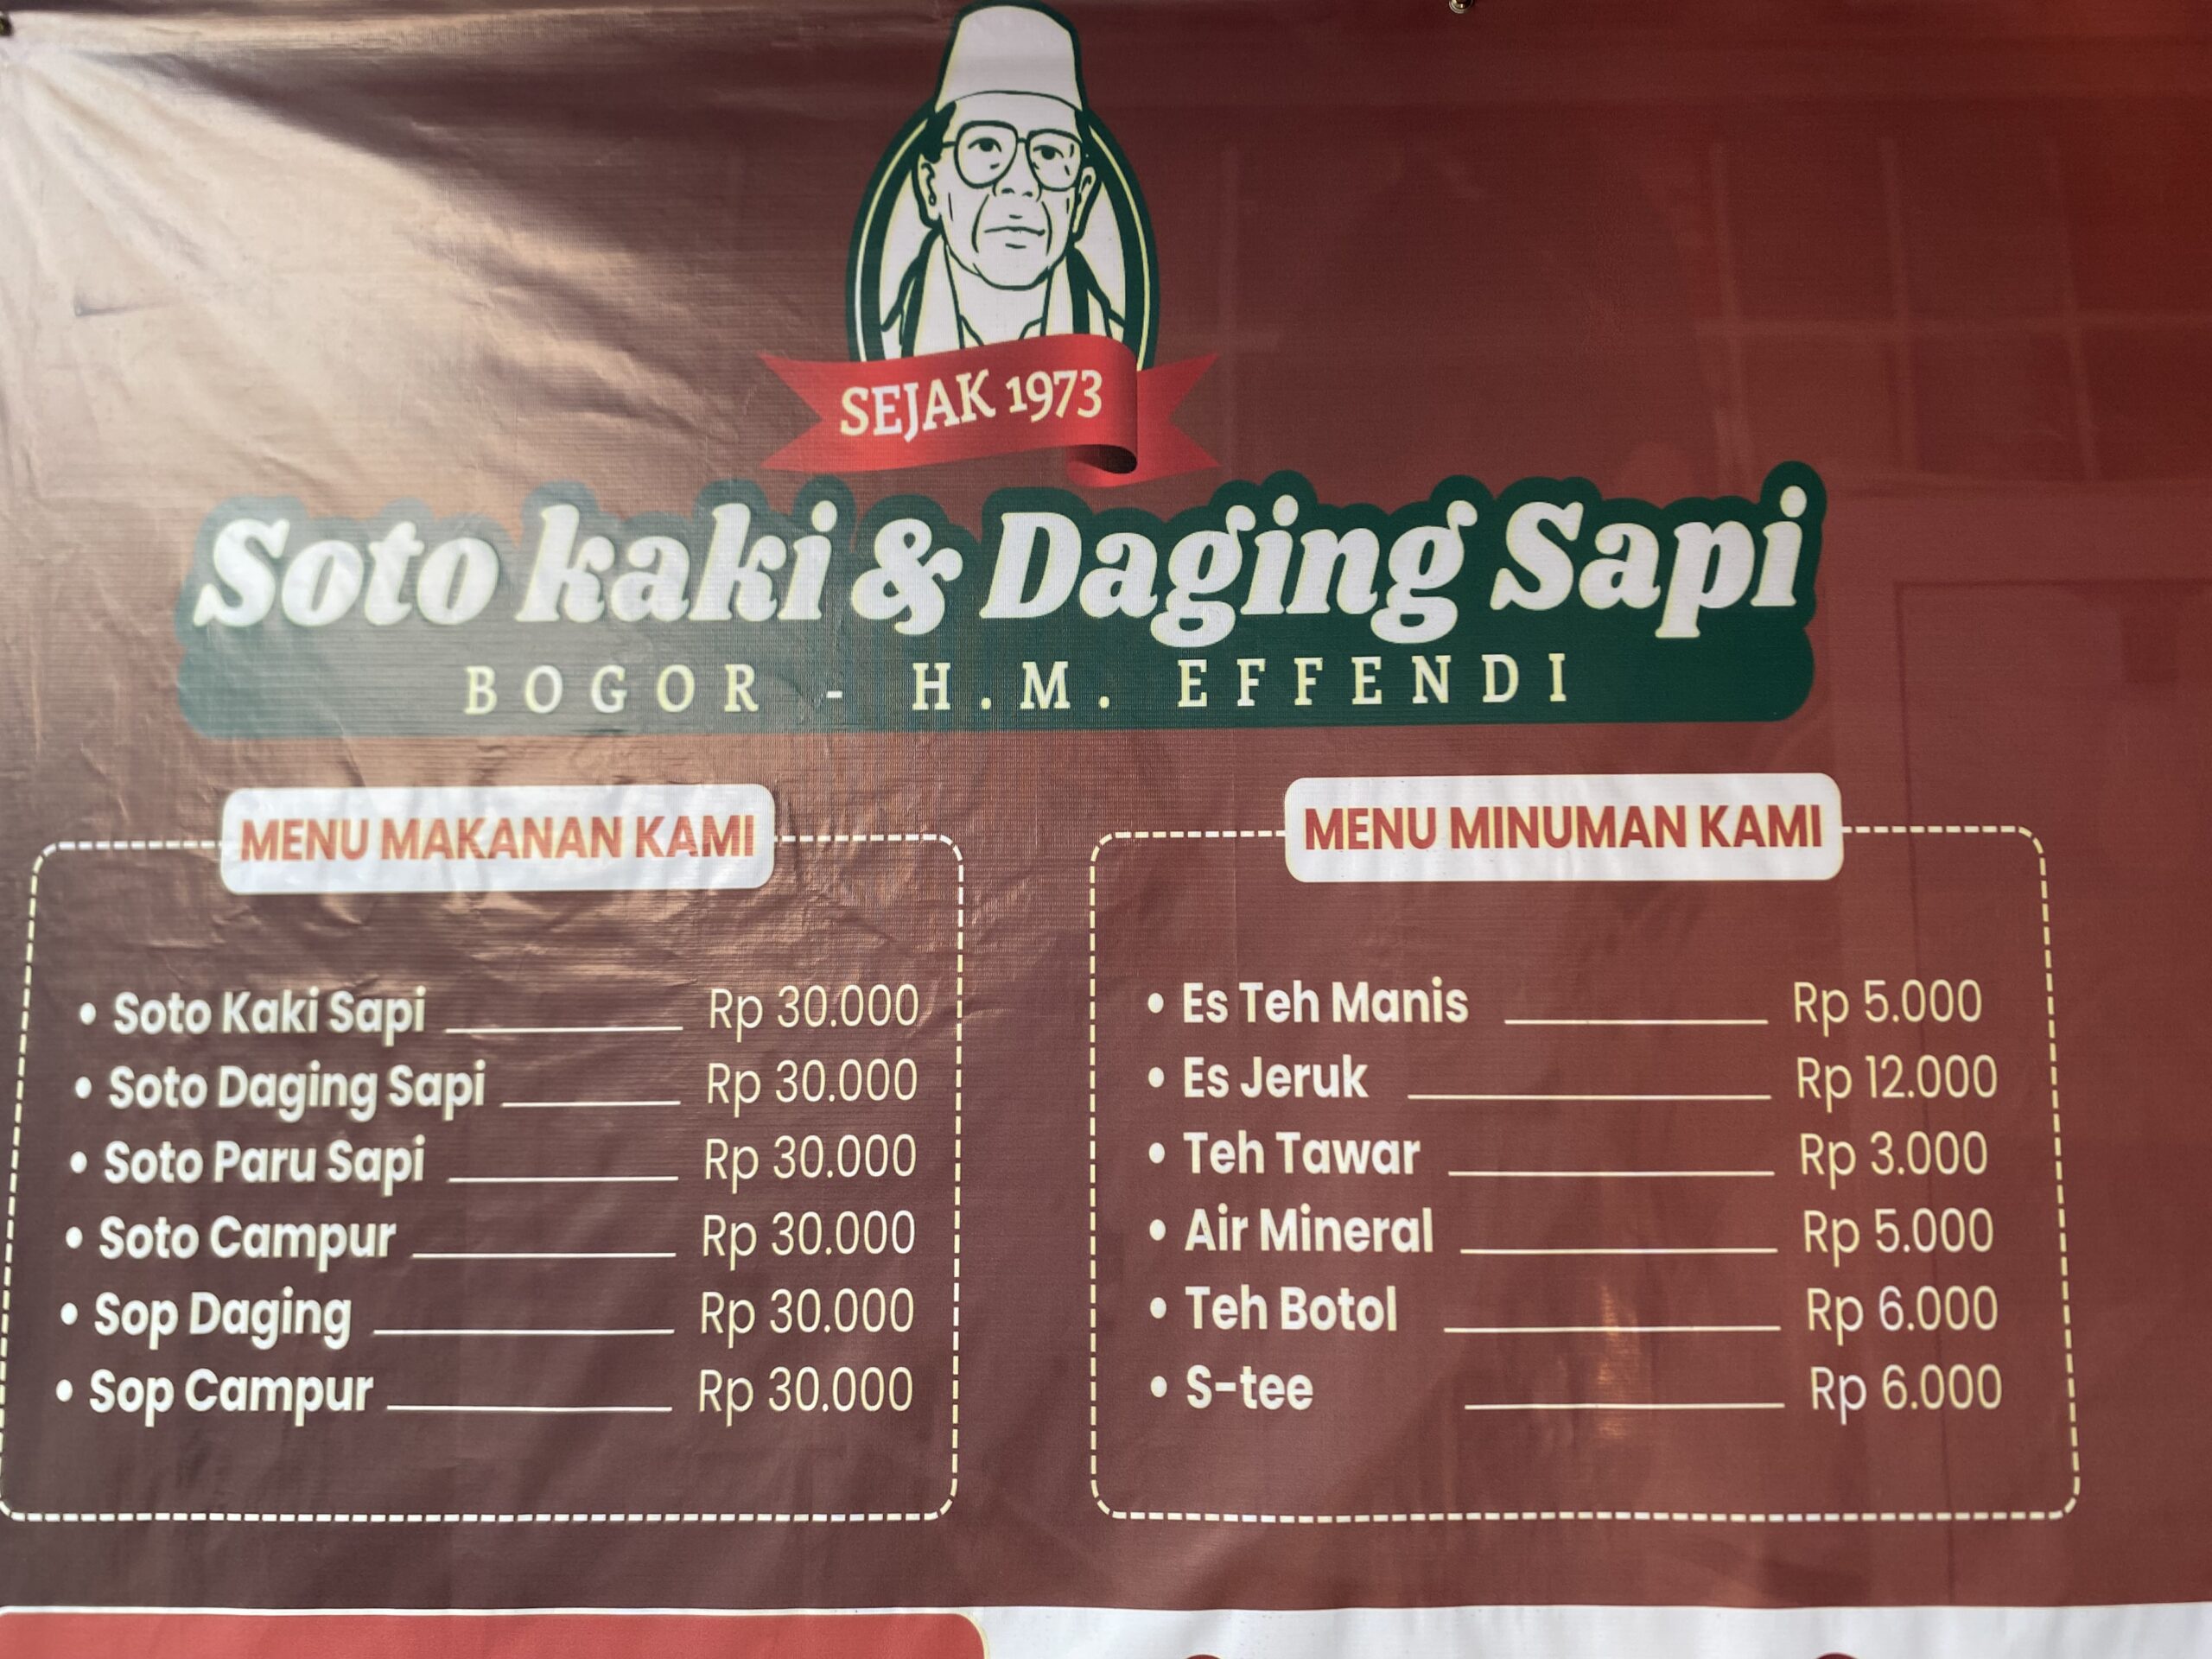 SEJAK 1973
Soto kaki & Daging Sapi
BOGOR - H.M. EFFENDI
MENU MAKANAN KAMI
• Soto Kaki Sapi Rp 30.000
• Soto Daging Sapi Rp 30.000
• Soto Paru Sapi Rp 30.000
• Soto Campur Rp 30.000
• Sop Daging Rp 30.000
• Sop Campur Rp 30.000
MENU MINUMAN KAMI
• Es Teh Manis Rp 5.000
• Es Jeruk Rp 12.000
• Teh Tawar Rp 3.000
• Air Mineral Rp 5.000
• Teh Botol Rp 6.000
• S-tee Rp 6.000